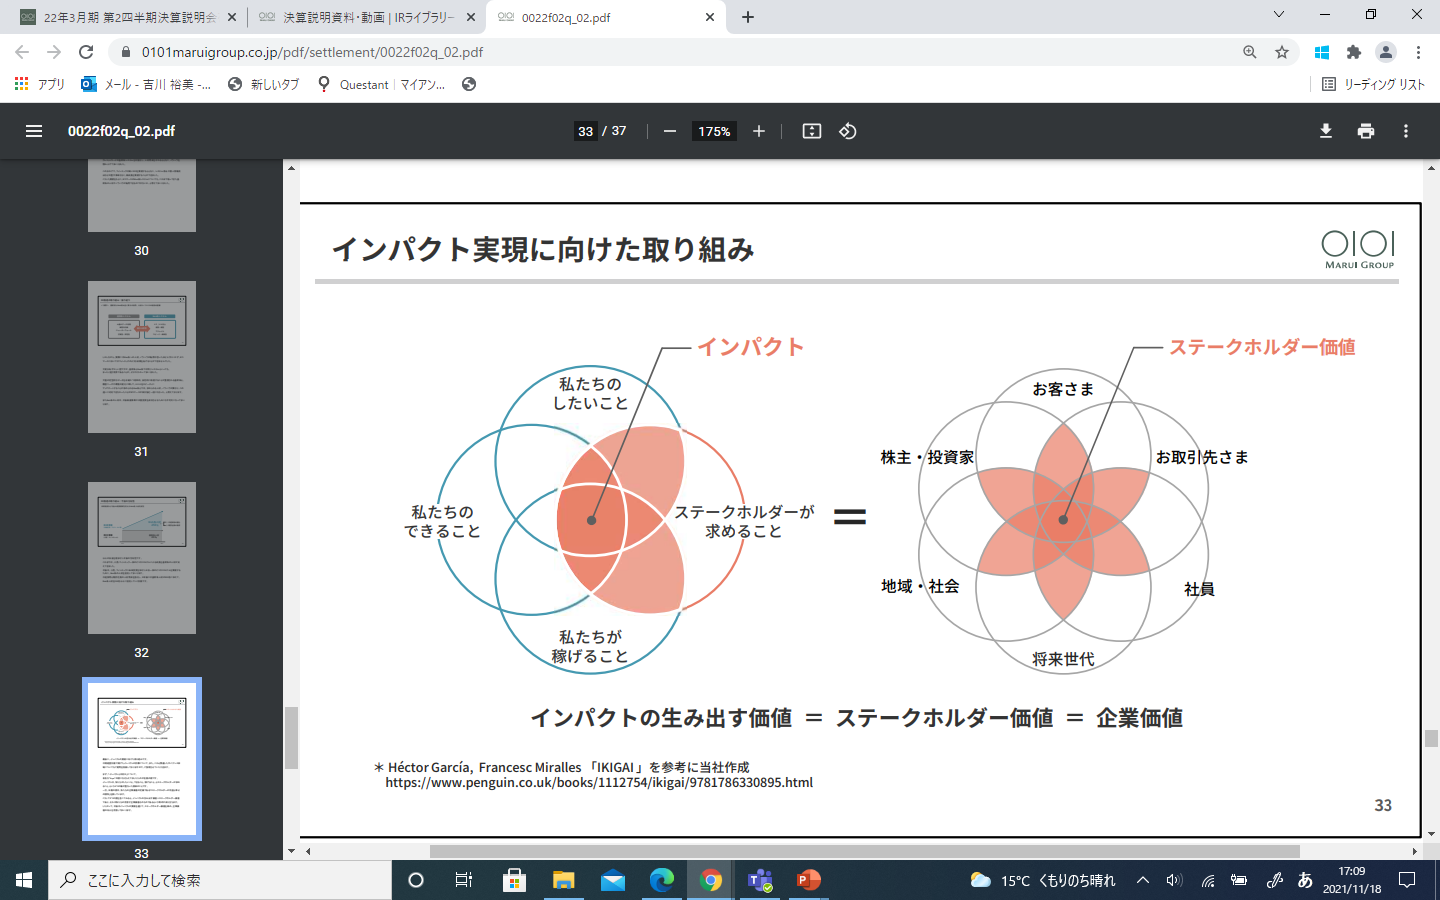 22年3月期 第2四半期決算説明会
決算説明資料・動画 | IRライブラリー
0022f02q_02.pdf
0101maruigroup.co.jp/pdf/settlement/0022f02q_02.pdf
アプリ
メール - 吉川 裕美 -...
新しいタブ
Questant | マイアン...
リーディング リスト
0022f02q_02.pdf
33 / 37
175%
30
31
32
33
インパクト実現に向けた取り組み
MARUI GROUP
インパクト
私たちの
したいこと
私たちの
できること
ステークホルダーが
求めること
私たちが
稼げること
=
ステークホルダー価値
お客さま
株主・投資家
お取引先さま
地域・社会
社員
将来世代
インパクトの生み出す価値 = ステークホルダー価値 = 企業価値
＊ Héctor García, Francesc Miralles 「IKIGAI」を参考に当社作成
https://www.penguin.co.uk/books/1112754/ikigai/9781786330895.html
33
ここに入力して検索
15°C くもりのち晴れ
あ
17:09
2021/11/18